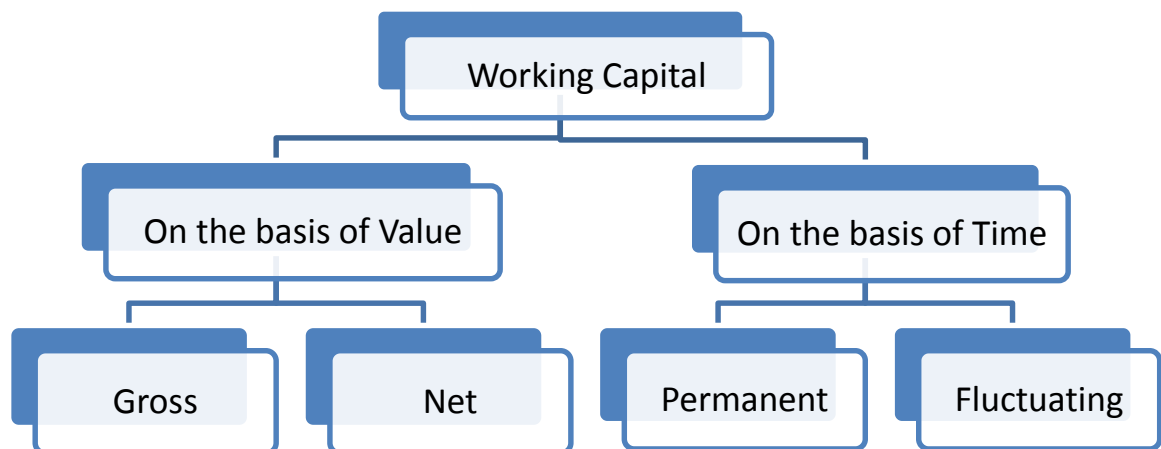 Working Capital
On the basis of Value
On the basis of Time
Gross
Net
Permanent
Fluctuating